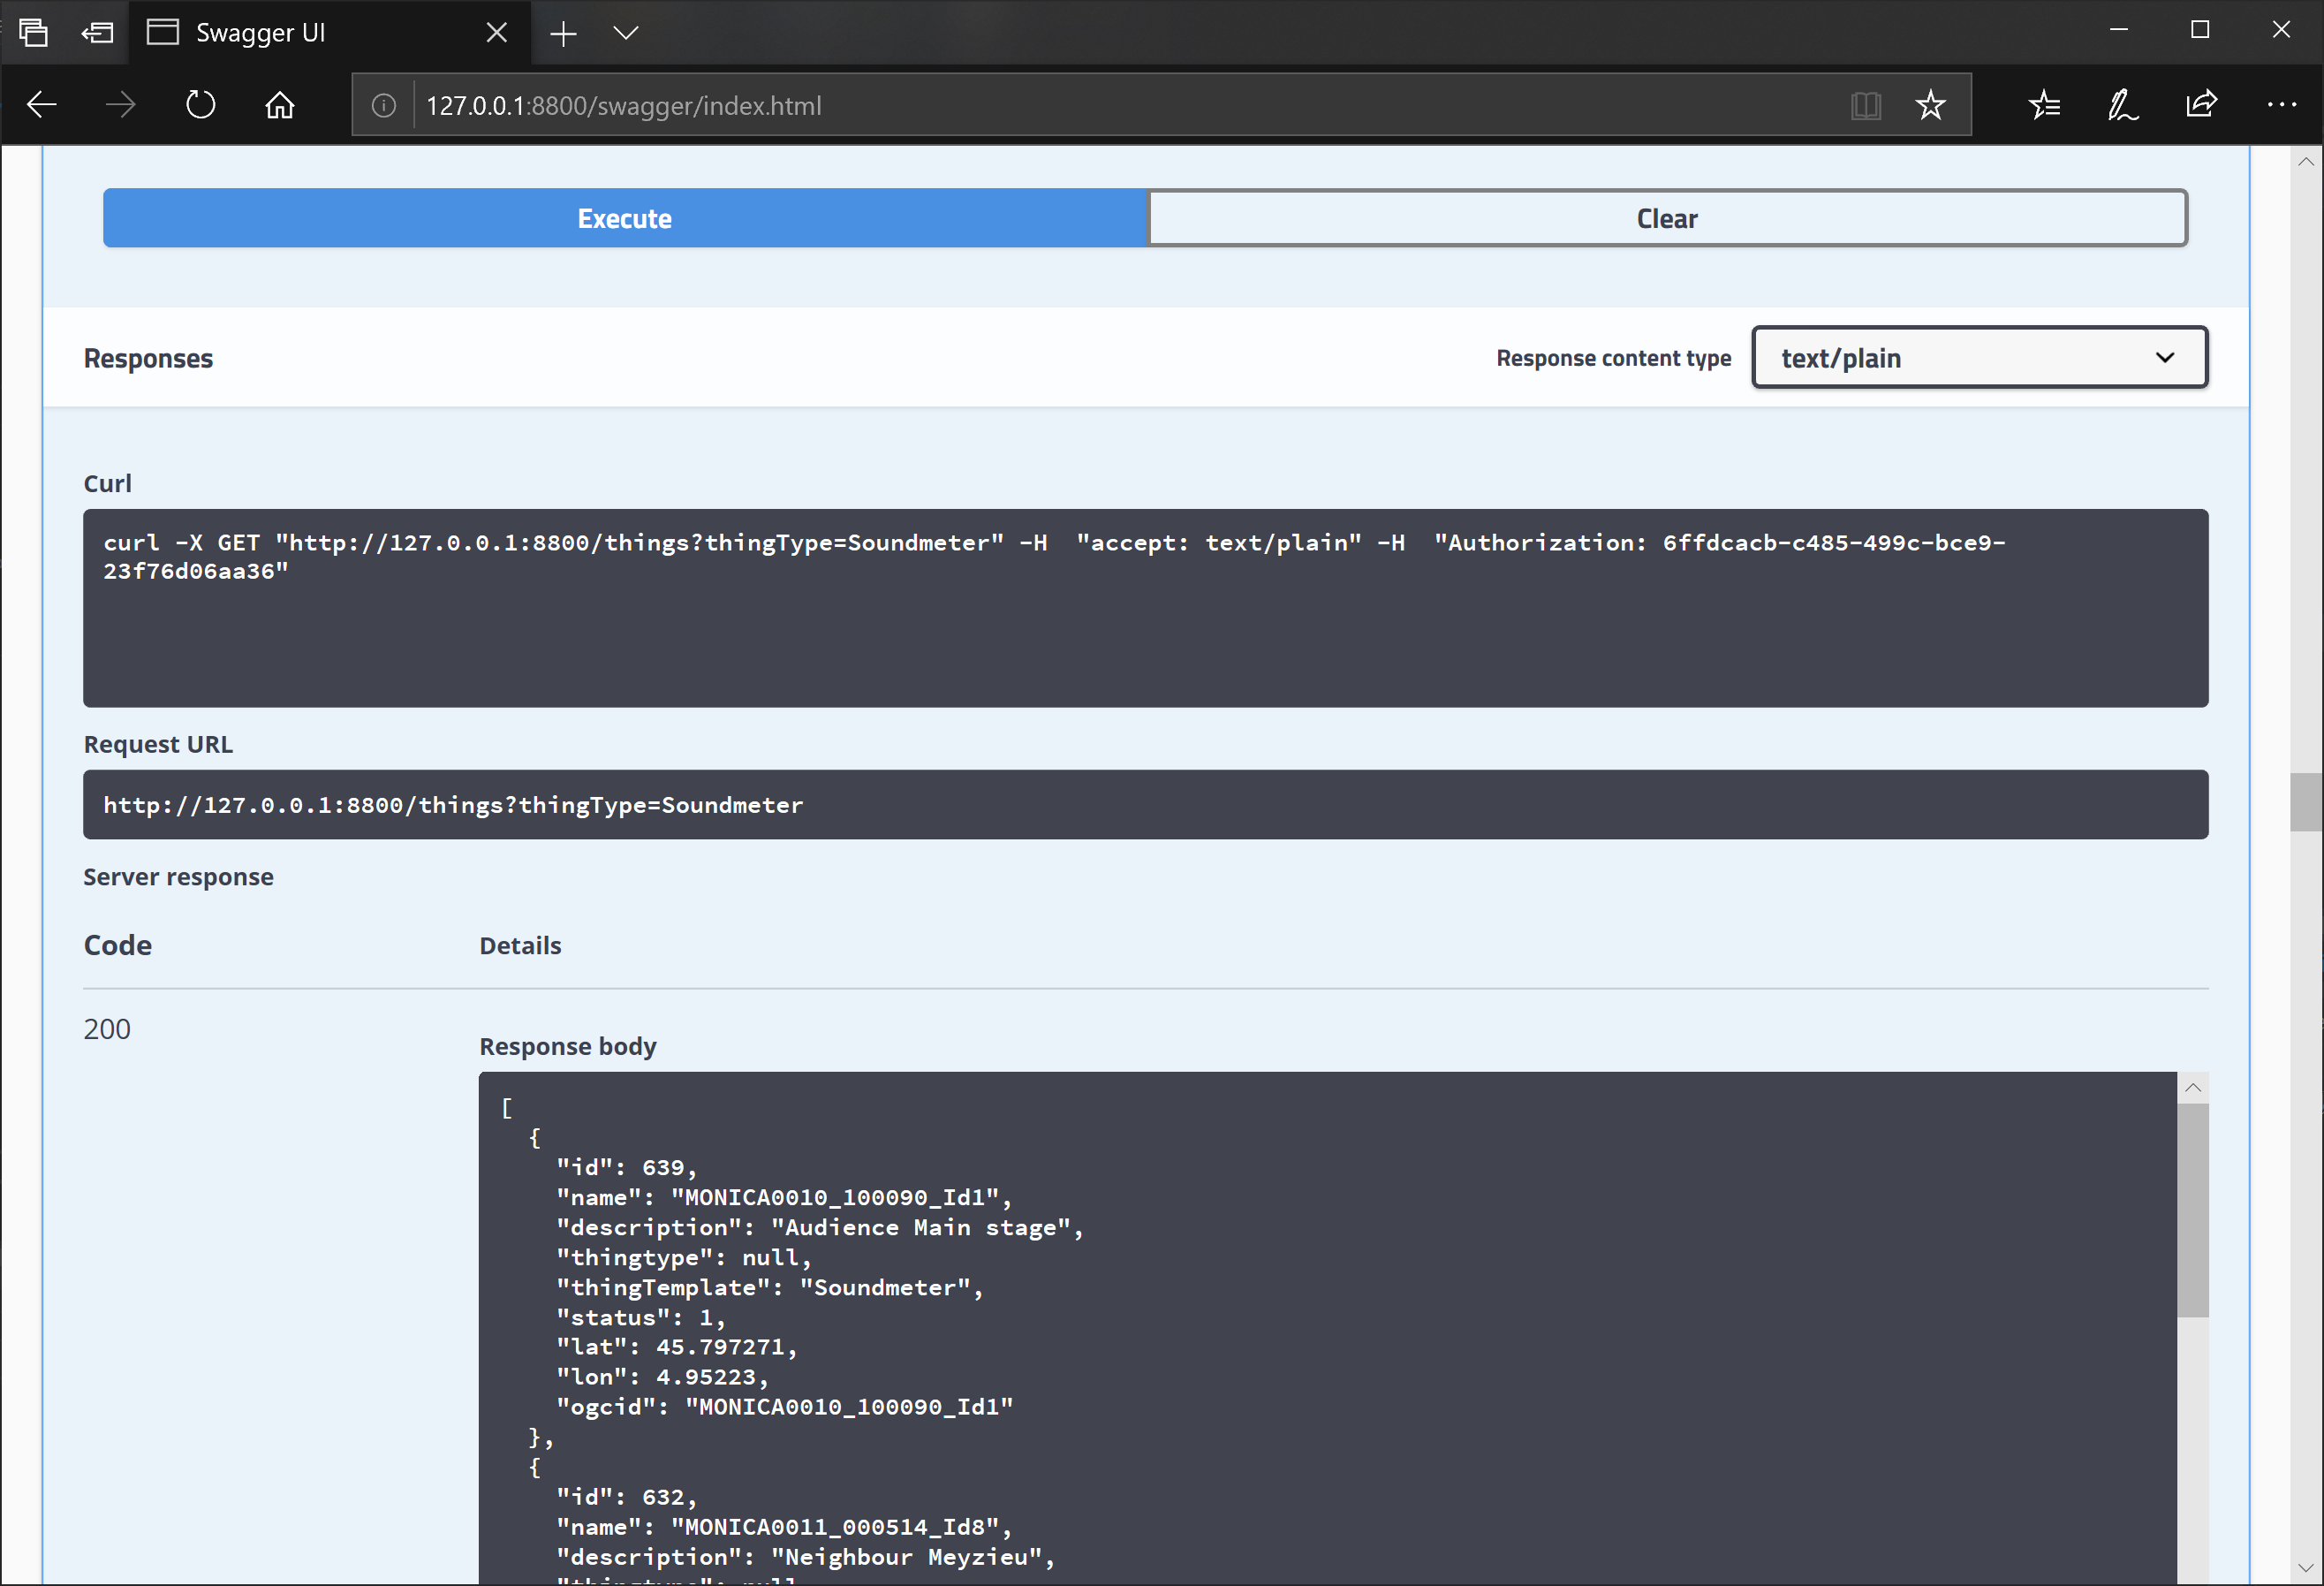 Swagger UI
127.0.0.1:8800/swagger/index.html
Execute
Clear
Responses
Response content type
text/plain
Curl
curl -X GET "http://127.0.0.1:8800/things?thingType=Soundmeter" -H  "accept: text/plain" -H  "Authorization: 6ffdcacb-c485-499c-bce9-
23f76d06aa36"
Request URL
http://127.0.0.1:8800/things?thingType=Soundmeter
Server response
Code
Details
200
Response body
[
  {
    "id": 639,
    "name": "MONICA0010_100090_Id1",
    "description": "Audience Main stage",
    "thingtype": null,
    "thingTemplate": "Soundmeter",
    "status": 1,
    "lat": 45.797271,
    "lon": 4.95223,
    "ogcid": "MONICA0010_100090_Id1"
  },
  {
    "id": 632,
    "name": "MONICA0011_000514_Id8",
    "description": "Neighbour Meyzieu",